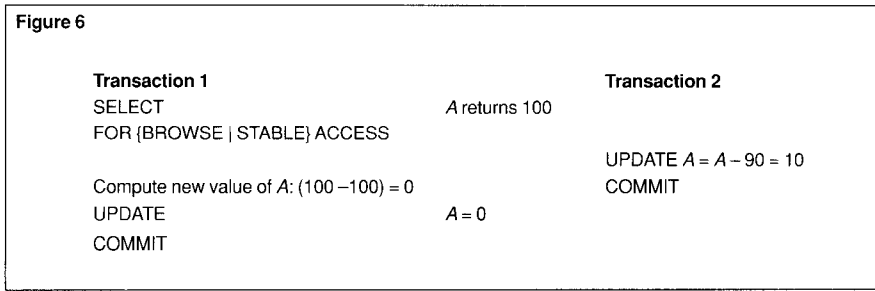 Figure 6
Transaction 1 Transaction 2
SELECT A returns 100
FOR {BROWSE | STABLE} ACCESS
UPDATE A = A – 90 = 10
Compute new value of A: (100 –100) = 0 COMMIT
UPDATE A = 0
COMMIT